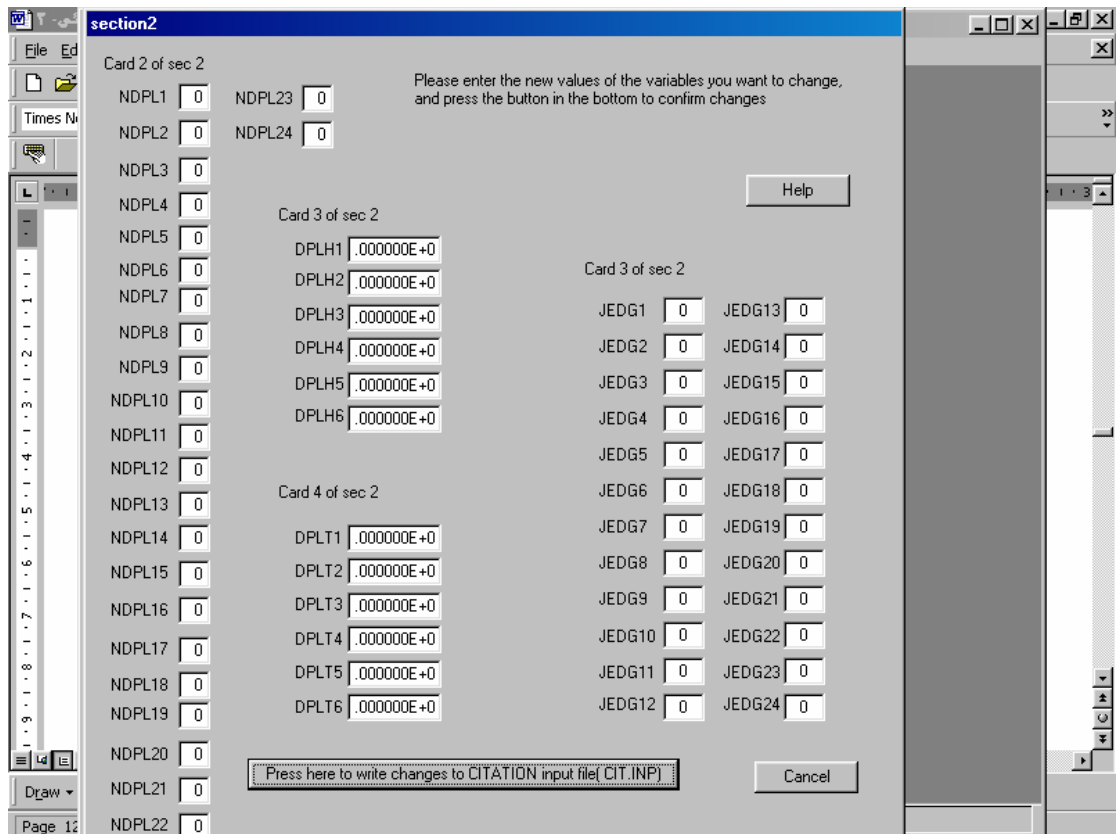 section2
File Ed
Times Ne
Card 2 of sec 2
Please enter the new values of the variables you want to change,
and press the button in the bottom to confirm changes
NDPL1 0
NDPL2 0
NDPL3 0
NDPL4 0
NDPL5 0
NDPL6 0
NDPL7 0
NDPL8 0
NDPL9 0
NDPL10 0
NDPL11 0
NDPL12 0
NDPL13 0
NDPL14 0
NDPL15 0
NDPL16 0
NDPL17 0
NDPL18 0
NDPL19 0
NDPL20 0
NDPL21 0
NDPL22 0
NDPL23 0
NDPL24 0
Help
Card 3 of sec 2
DPLH1 .000000E+0
DPLH2 .000000E+0
DPLH3 .000000E+0
DPLH4 .000000E+0
DPLH5 .000000E+0
DPLH6 .000000E+0
Card 4 of sec 2
DPLT1 .000000E+0
DPLT2 .000000E+0
DPLT3 .000000E+0
DPLT4 .000000E+0
DPLT5 .000000E+0
DPLT6 .000000E+0
Card 3 of sec 2
JEDG1 0 JEDG13 0
JEDG2 0 JEDG14 0
JEDG3 0 JEDG15 0
JEDG4 0 JEDG16 0
JEDG5 0 JEDG17 0
JEDG6 0 JEDG18 0
JEDG7 0 JEDG19 0
JEDG8 0 JEDG20 0
JEDG9 0 JEDG21 0
JEDG10 0 JEDG22 0
JEDG11 0 JEDG23 0
JEDG12 0 JEDG24 0
Press here to write changes to CITATION input file( CIT.INP)
Cancel
Draw
Page 12